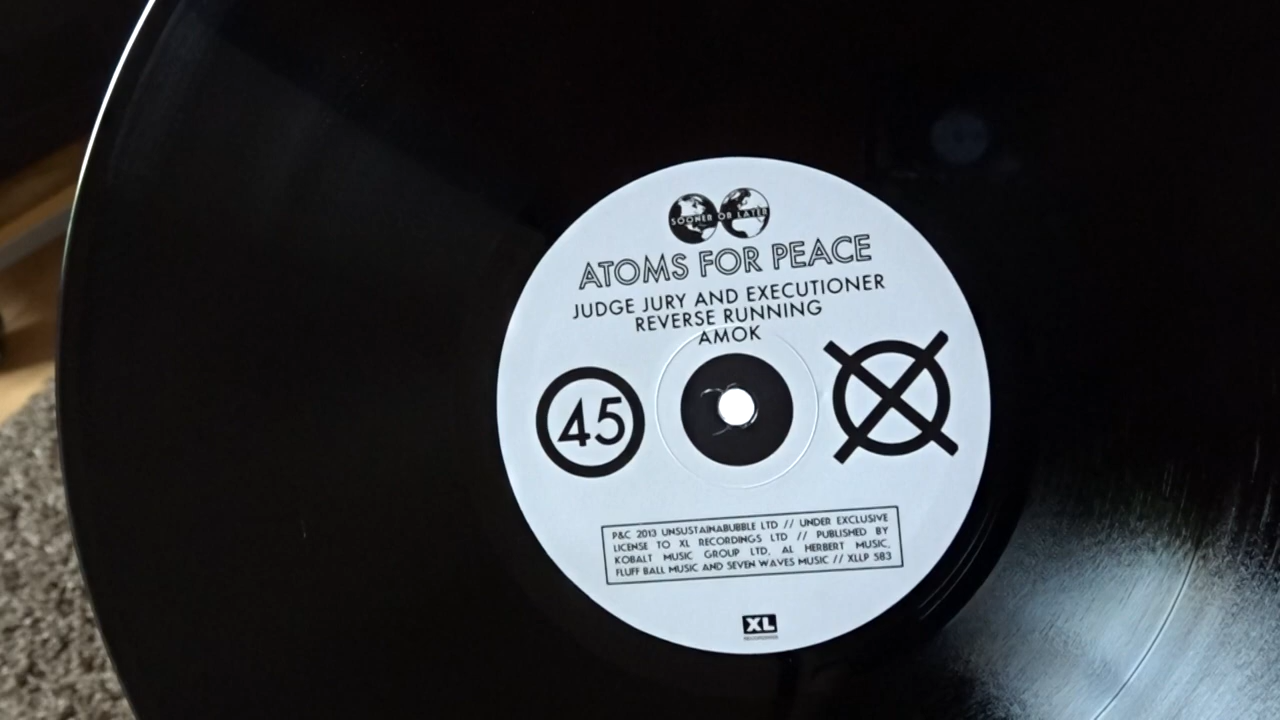 SOONER OR LATER
ATOMS FOR PEACE
JUDGE JURY AND EXECUTIONER
REVERSE RUNNING
AMOK
45
P&C 2013 UNSUSTAINABUBBLE LTD // UNDER EXCLUSIVE
LICENSE TO XL RECORDINGS LTD // PUBLISHED BY
KOBALT MUSIC GROUP LTD, AL HERBERT MUSIC,
FLUFF BALL MUSIC AND SEVEN WAVES MUSIC // XLLP 583
XL
RECORDINGS